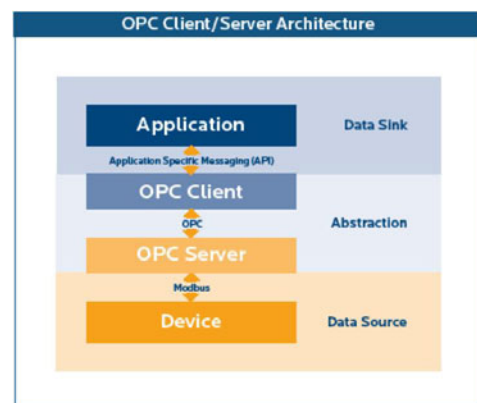 OPC Client/Server Architecture
Application
Data Sink
Application Specific Messaging (API)
OPC Client
OPC
Abstraction
OPC Server
Modbus
Device
Data Source